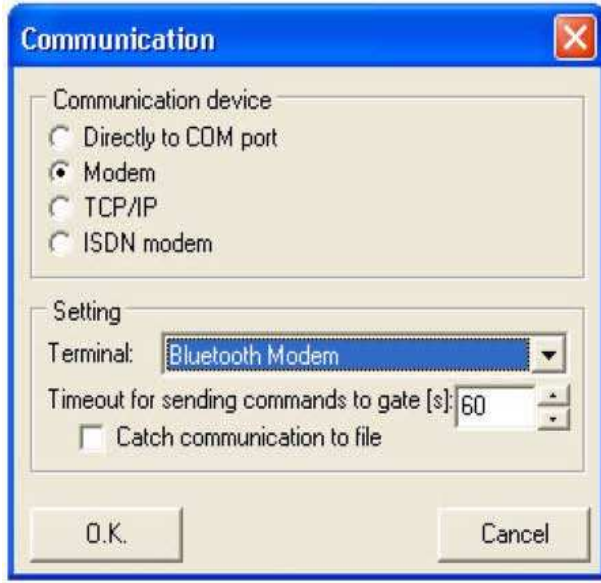 Communication
Communication device
Directly to COM port
Modem
TCP/IP
ISDN modem
Setting
Terminal: Bluetooth Modem
Timeout for sending commands to gate [s]: 60
Catch communication to file
O.K. Cancel